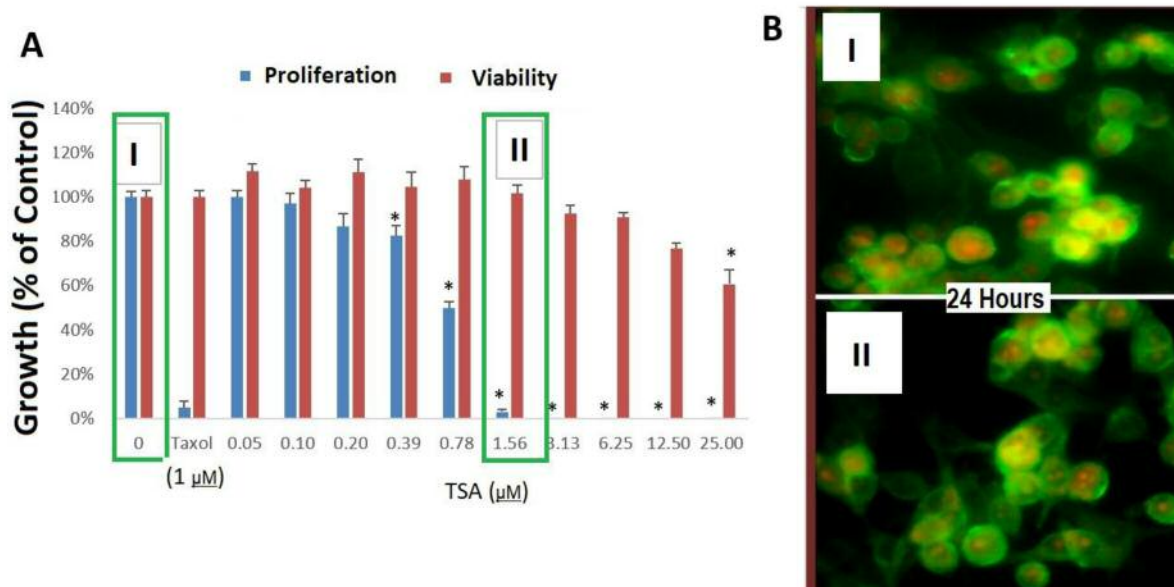 A
B
Proliferation Viability
Growth (% of Control)
140%
120%
100%
80%
60%
40%
20%
0%
I
II
*
*
* * * * *
*
0 Taxol 0.05 0.10 0.20 0.39 0.78 1.56 3.13 6.25 12.50 25.00
(1 µM)
TSA (µM)
I
24 Hours
II